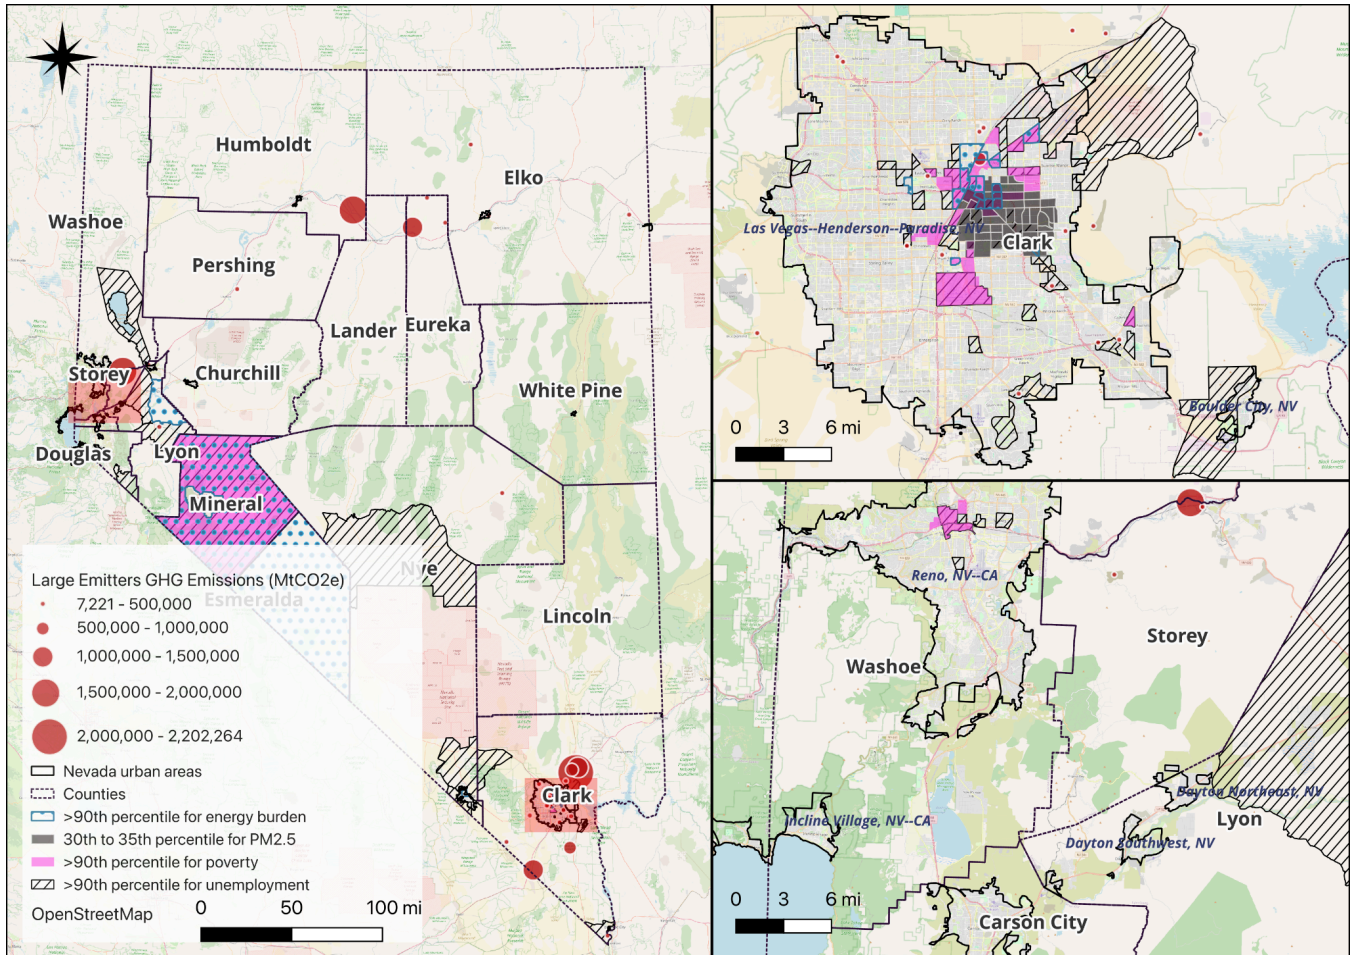 Humboldt
Elko
Washoe
Pershing
Lander
Eureka
Storey
Churchill
White Pine
Douglas
Lyon
Mineral
Nye
Esmeralda
Lincoln
Clark
Large Emitters GHG Emissions (MtCO2e)
7,221 - 500,000
500,000 - 1,000,000
1,000,000 - 1,500,000
1,500,000 - 2,000,000
2,000,000 - 2,202,264
Nevada urban areas
Counties
>90th percentile for energy burden
30th to 35th percentile for PM2.5
>90th percentile for poverty
>90th percentile for unemployment
OpenStreetMap
0 50 100 mi
Las Vegas--Henderson--Paradise, NV
Clark
Boulder City, NV
0 3 6 mi
Reno, NV--CA
Storey
Washoe
Dayton Northeast, NV
Incline Village, NV--CA
Lyon
Dayton Southwest, NV
0 3 6 mi
Carson City